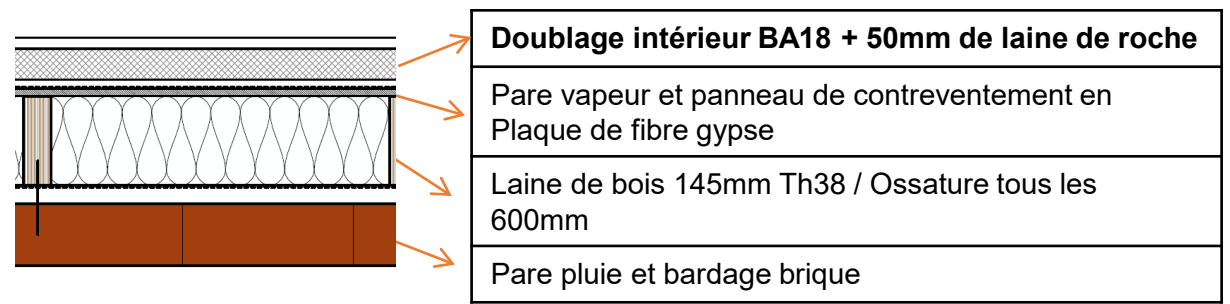 Doublage intérieur BA18 + 50mm de laine de roche
Pare vapeur et panneau de contreventement en
Plaque de fibre gypse
Laine de bois 145mm Th38 / Ossature tous les
600mm
Pare pluie et bardage brique